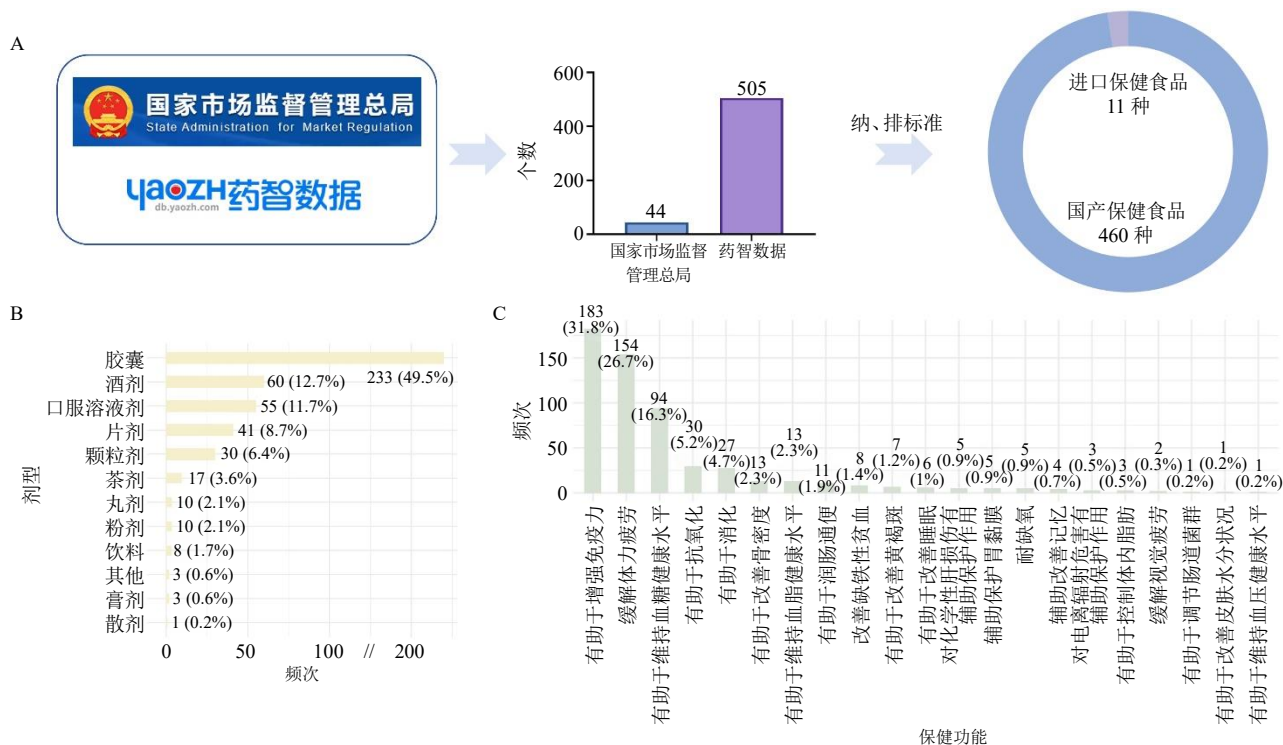 A
国家市场监督管理总局
State Administration for Market Regulation
yaozh药智数据
db.yaozh.com
个数
600
400
200
0
44
505
国家市场监督
管理总局
药智数据
纳、排标准
进口保健食品
11 种
国产保健食品
460 种
B
剂型
胶囊
233 (49.5%)
酒剂
60 (12.7%)
口服溶液剂
55 (11.7%)
片剂
41 (8.7%)
颗粒剂
30 (6.4%)
茶剂
17 (3.6%)
丸剂
10 (2.1%)
粉剂
10 (2.1%)
饮料
8 (1.7%)
其他
3 (0.6%)
膏剂
3 (0.6%)
散剂
1 (0.2%)
0 50 100 // 200
频次
C
频次
150
100
50
0
183
(31.8%)
154
(26.7%)
94
(16.3%)
30
(5.2%)
27
(4.7%)
13
(2.3%)
13
(2.3%)
11
(1.9%)
8
(1.4%)
7
(1.2%)
6
(1%)
5
(0.9%)
5
(0.9%)
5
(0.9%)
4
(0.7%)
3
(0.5%)
3
(0.5%)
2
(0.3%)
1
(0.2%)
1
(0.2%)
1
(0.2%)
有助于增强免疫力
缓解体力疲劳
有助于维持血糖健康水平
有助于抗氧化
有助于消化
有助于改善骨密度
有助于维持血脂健康水平
有助于润肠通便
改善缺铁性贫血
有助于改善黄褐斑
有助于改善睡眠
对化学性肝损伤有
辅助保护作用
辅助保护胃黏膜
耐缺氧
辅助改善记忆
对电离辐射危害有
辅助保护作用
有助于控制体内脂肪
缓解视觉疲劳
有助于调节肠道菌群
有助于改善皮肤水分状况
有助于维持血压健康水平
保健功能